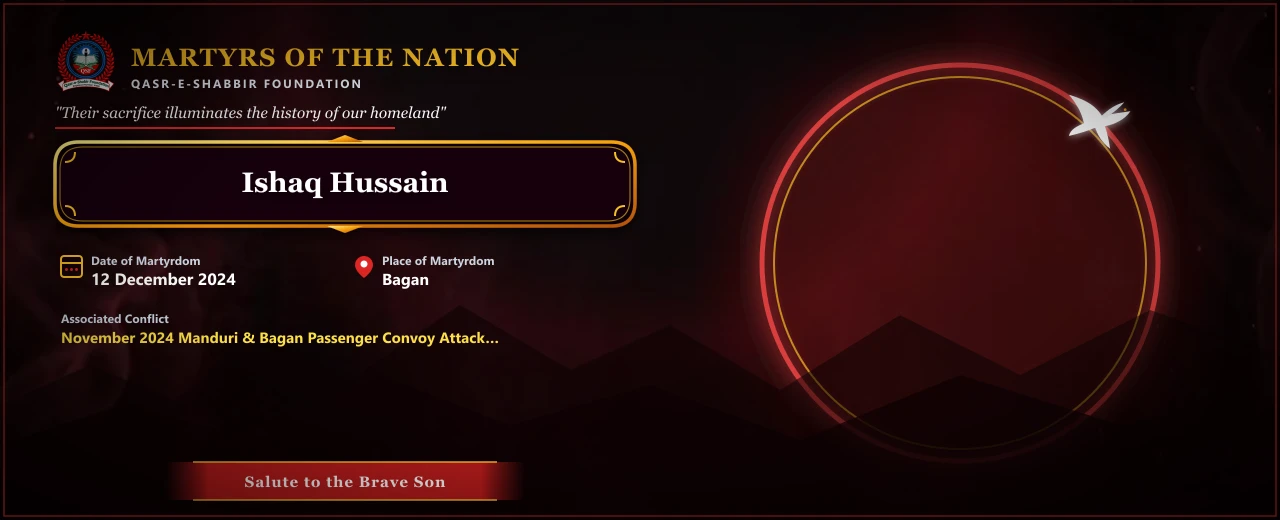 MARTYRS OF THE NATION
QASR-E-SHABBIR FOUNDATION
"Their sacrifice illuminates the history of our homeland"
Ishaq Hussain
Date of Martyrdom
12 December 2024
Place of Martyrdom
Bagan
Associated Conflict
November 2024 Manduri & Bagan Passenger Convoy Attack...
Salute to the Brave Son